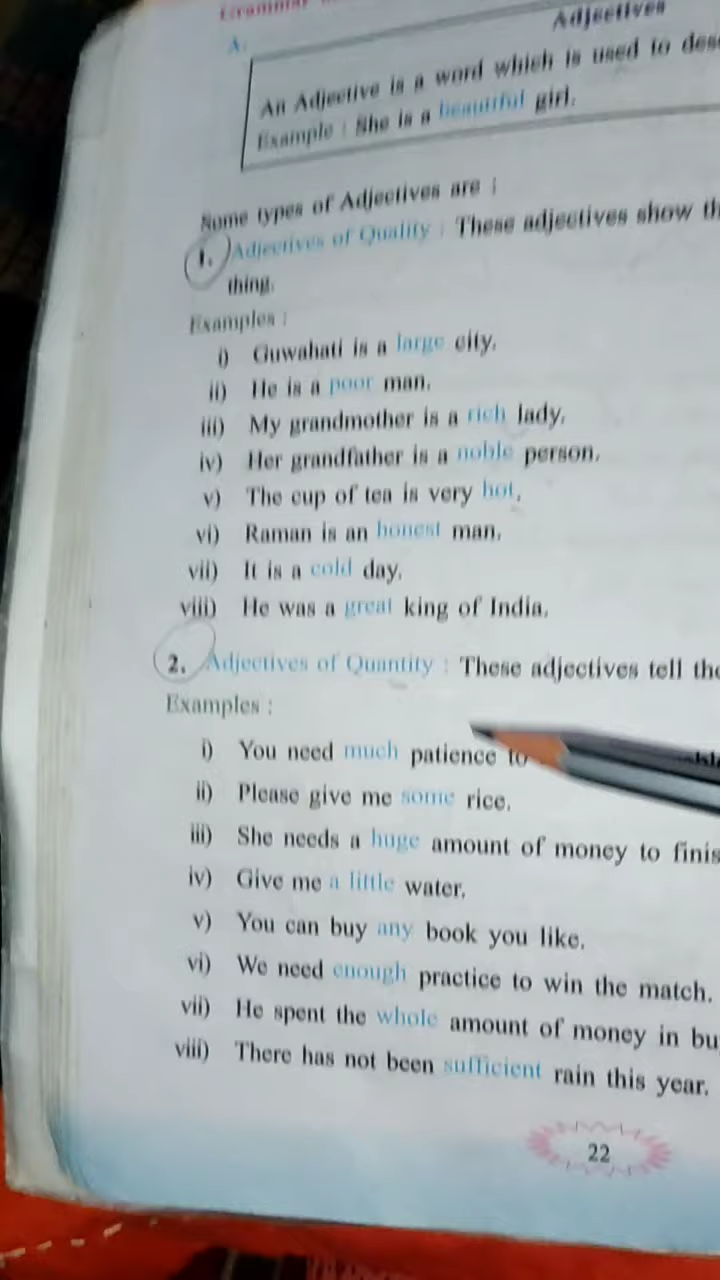 Grammar
Adjectives
A.
An Adjective is a word which is used to des
Example : She is a beautiful girl.
Some types of Adjectives are :
1. Adjectives of Quality : These adjectives show th
thing.
Examples :
i) Guwahati is a large city.
ii) He is a poor man.
iii) My grandmother is a rich lady.
iv) Her grandfather is a noble person.
v) The cup of tea is very hot.
vi) Raman is an honest man.
vii) It is a cold day.
viii) He was a great king of India.
2. Adjectives of Quantity : These adjectives tell the
Examples :
i) You need much patience to
ii) Please give me some rice.
iii) She needs a huge amount of money to finis
iv) Give me a little water.
v) You can buy any book you like.
vi) We need enough practice to win the match.
vii) He spent the whole amount of money in bu
viii) There has not been sufficient rain this year.
22